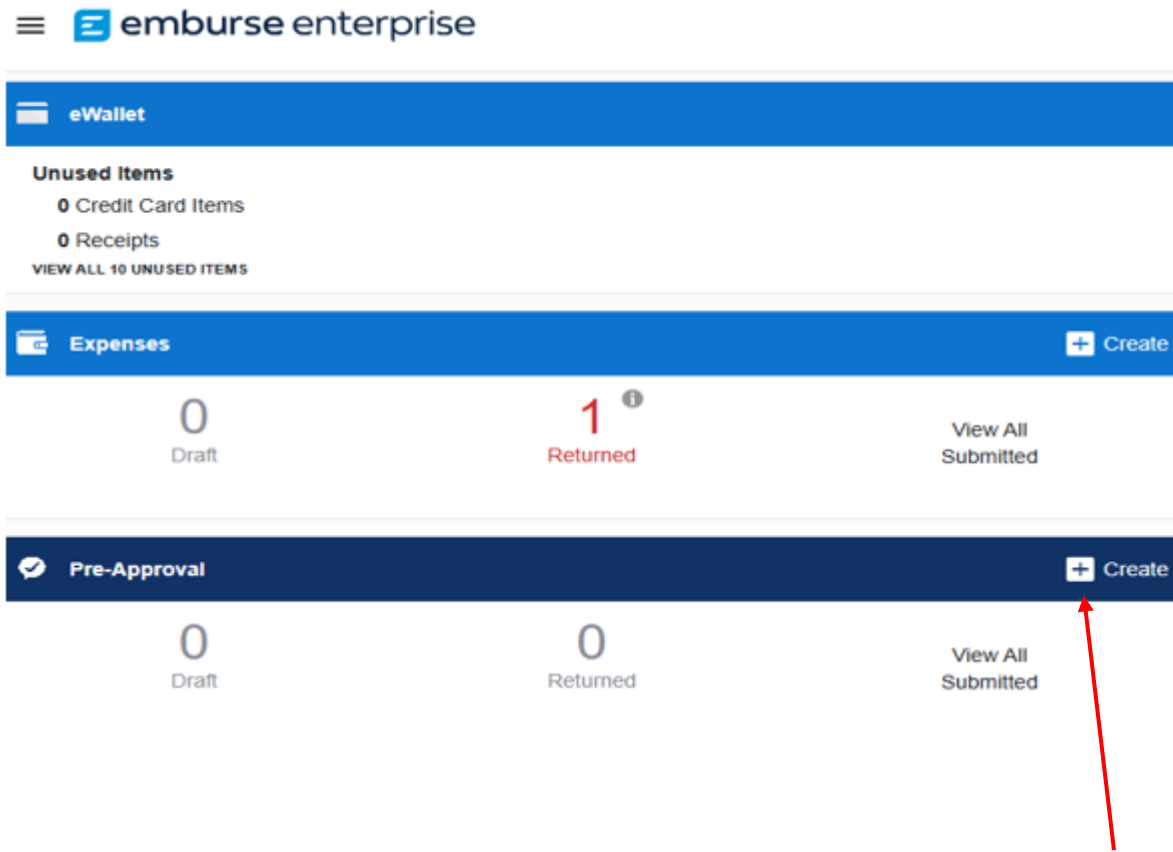 emburse enterprise
eWallet
Unused Items
0 Credit Card Items
0 Receipts
VIEW ALL 10 UNUSED ITEMS
Expenses
Create
0
Draft
1
Returned
View All
Submitted
Pre-Approval
Create
0
Draft
0
Returned
View All
Submitted